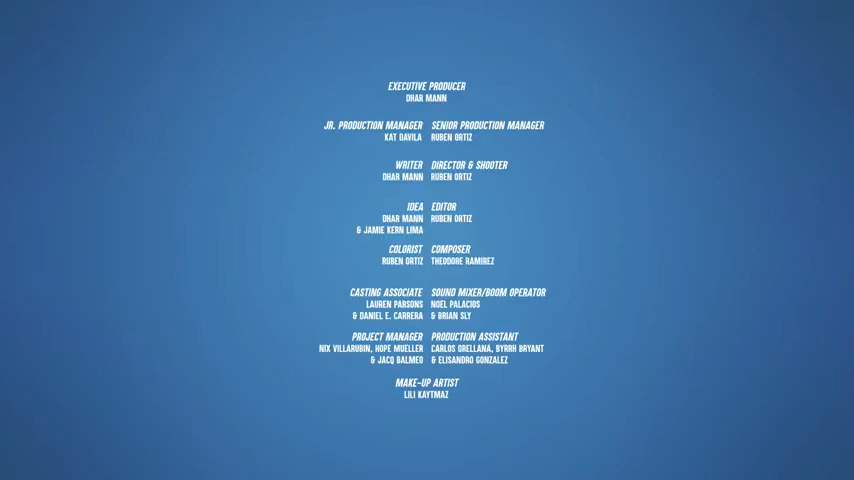 EXECUTIVE PRODUCER
DHAR MANN
JR. PRODUCTION MANAGER SENIOR PRODUCTION MANAGER
KAT DAVILA RUBEN ORTIZ
WRITER DIRECTOR & SHOOTER
DHAR MANN RUBEN ORTIZ
IDEA EDITOR
DHAR MANN RUBEN ORTIZ
& JAMIE KERN LIMA
COLORIST COMPOSER
RUBEN ORTIZ THEODORE RAMIREZ
CASTING ASSOCIATE SOUND MIXER/BOOM OPERATOR
LAUREN PARSONS NOEL PALACIOS
& DANIEL E. CARRERA & BRIAN SLY
PROJECT MANAGER PRODUCTION ASSISTANT
NIX VILLARUBIN, HOPE MUELLER CARLOS ORELLANA, BYRRH BRYANT
& JACQ BALMEO & ELISANDRO GONZALEZ
MAKE-UP ARTIST
LILI KAYTMAZ